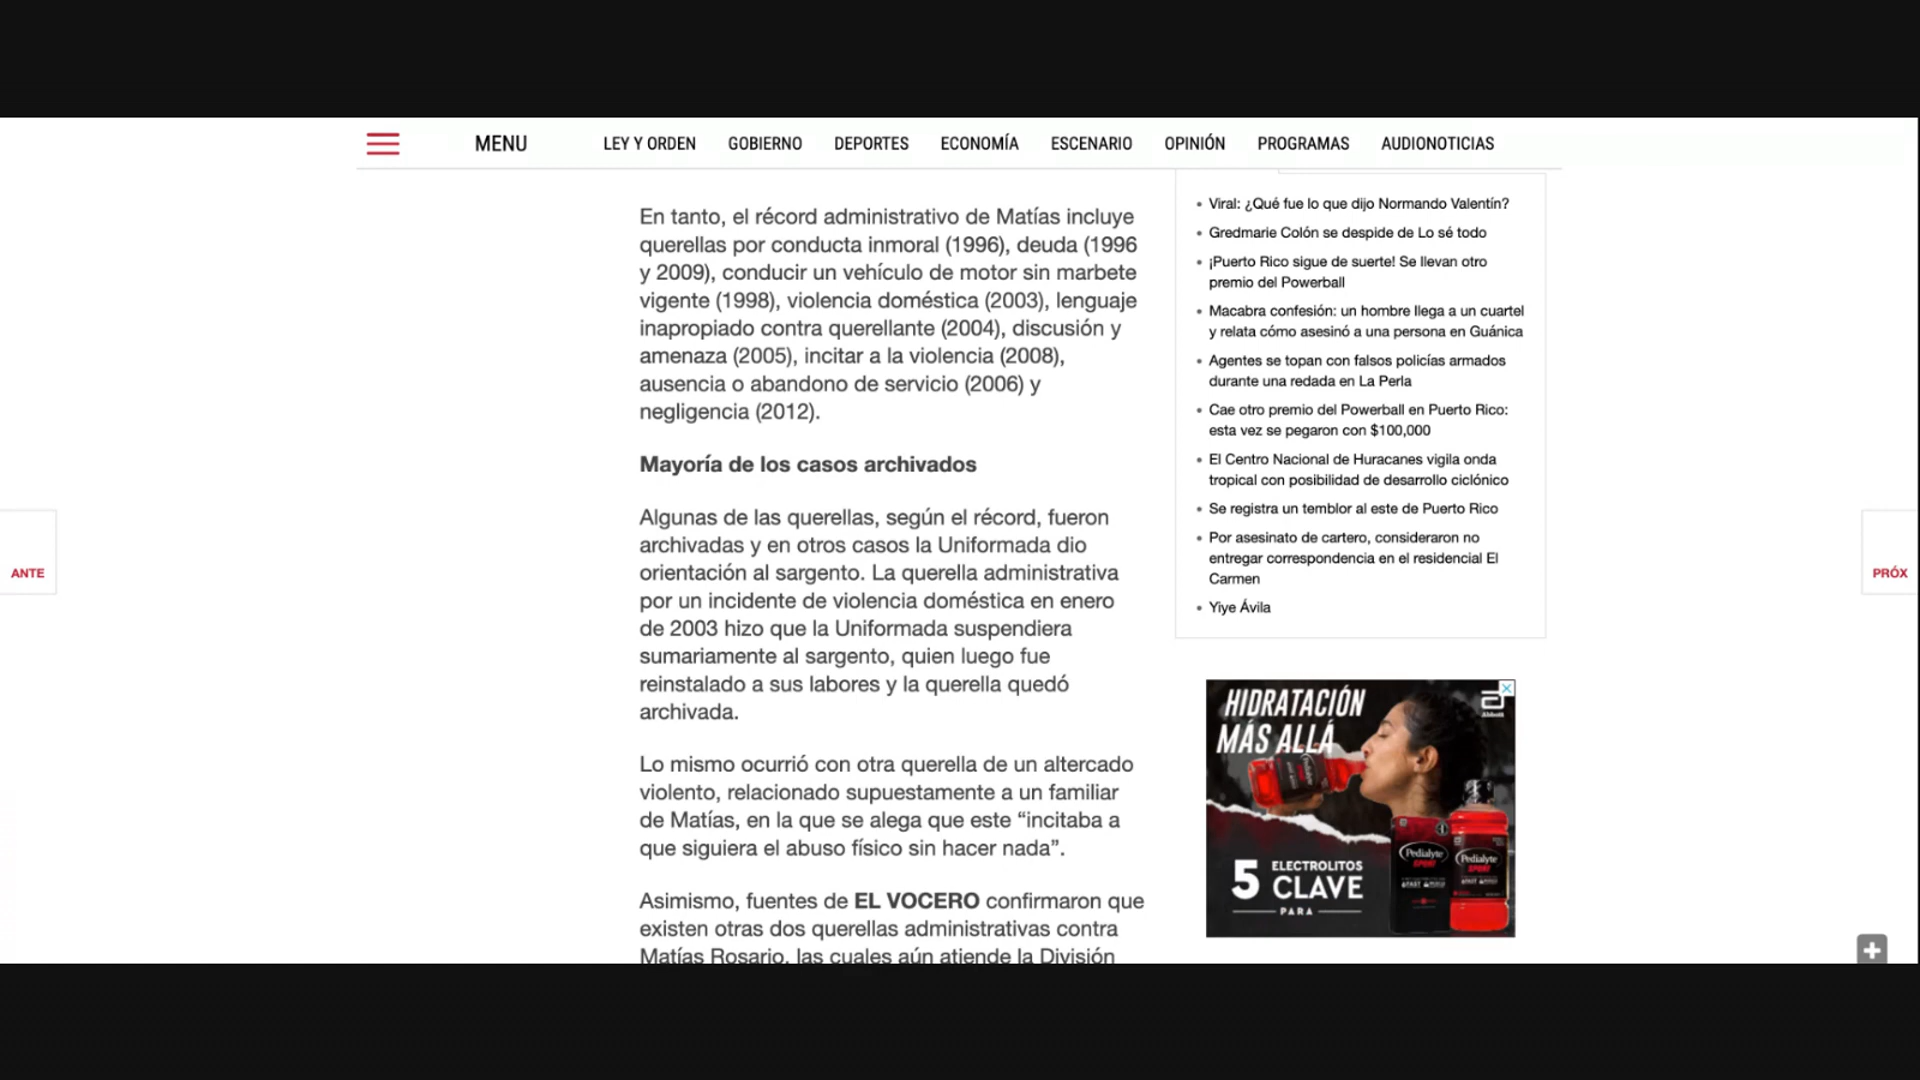 MENU
LEY Y ORDEN
GOBIERNO
DEPORTES
ECONOMÍA
ESCENARIO
OPINIÓN
PROGRAMAS
AUDIONOTICIAS
En tanto, el récord administrativo de Matías incluye
querellas por conducta inmoral (1996), deuda (1996
y 2009), conducir un vehículo de motor sin marbete
vigente (1998), violencia doméstica (2003), lenguaje
inapropiado contra querellante (2004), discusión y
amenaza (2005), incitar a la violencia (2008),
ausencia o abandono de servicio (2006) y
negligencia (2012).
Mayoría de los casos archivados
Algunas de las querellas, según el récord, fueron
archivadas y en otros casos la Uniformada dio
orientación al sargento. La querella administrativa
por un incidente de violencia doméstica en enero
de 2003 hizo que la Uniformada suspendiera
sumariamente al sargento, quien luego fue
reinstalado a sus labores y la querella quedó
archivada.
Lo mismo ocurrió con otra querella de un altercado
violento, relacionado supuestamente a un familiar
de Matías, en la que se alega que este “incitaba a
que siguiera el abuso físico sin hacer nada”.
Asimismo, fuentes de EL VOCERO confirmaron que
existen otras dos querellas administrativas contra
Matías Rosario, las cuales aún atiende la División
Viral: ¿Qué fue lo que dijo Normando Valentín?
Gredmarie Colón se despide de Lo sé todo
¡Puerto Rico sigue de suerte! Se llevan otro
premio del Powerball
Macabra confesión: un hombre llega a un cuartel
y relata cómo asesinó a una persona en Guánica
Agentes se topan con falsos policías armados
durante una redada en La Perla
Cae otro premio del Powerball en Puerto Rico:
esta vez se pegaron con $100,000
El Centro Nacional de Huracanes vigila onda
tropical con posibilidad de desarrollo ciclónico
Se registra un temblor al este de Puerto Rico
Por asesinato de cartero, consideraron no
entregar correspondencia en el residencial El
Carmen
Yiye Ávila
ANTE
PRÓX
HIDRATACIÓN
MÁS ALLÁ
Abbott
Pedialyte
Pedialyte
SPORT
Pedialyte
SPORT
5 ELECTROLITOS
CLAVE
PARA